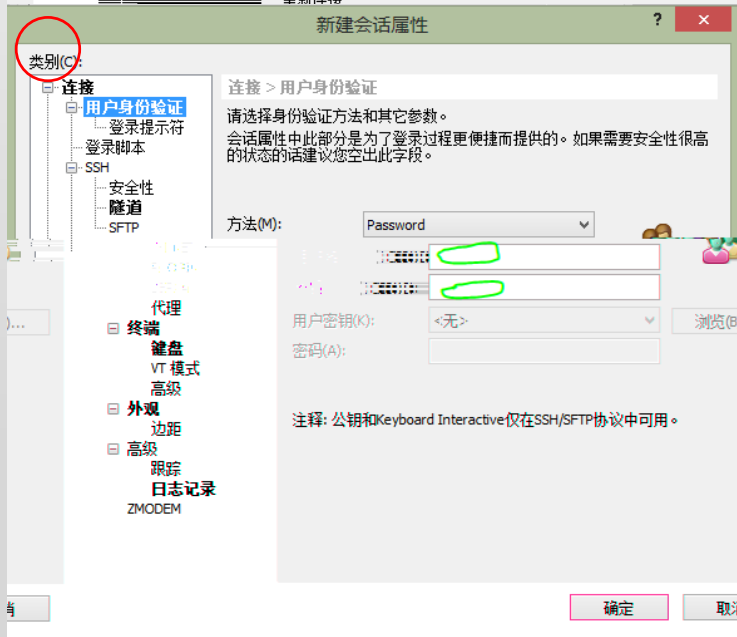 新建会话属性
?
类别(C):
连接
用户身份验证
登录提示符
登录脚本
SSH
安全性
隧道
SFTP
代理
终端
键盘
VT 模式
高级
外观
边距
高级
跟踪
日志记录
ZMODEM
连接 > 用户身份验证
请选择身份验证方法和其它参数。
会话属性中此部分是为了登录过程更便捷而提供的。如果需要安全性很高
的状态的话建议您空出此字段。
方法(M):
Password
用户密钥(K):
<无>
浏览(B
密码(A):
注释: 公钥和Keyboard Interactive仅在SSH/SFTP协议中可用。
)...
确定